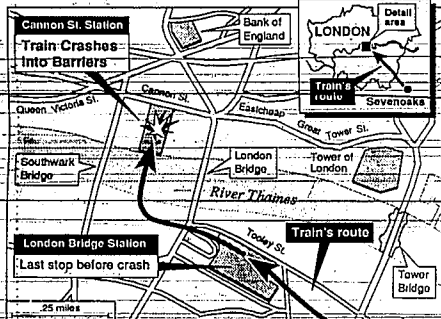 Cannon St. Station
Train Crashes
Into Barriers
Bank of
England
LONDON
Detail
area
Train's
route
Sevenoaks
Queen Victoria St.
Cannon St.
Eastcheap
Great Tower St.
Southwark
Bridge
London
Bridge
Tower of
London
River Thames
Tooley St.
Train's route
London Bridge Station
Last stop before crash
Tower
Bridge
.25 miles